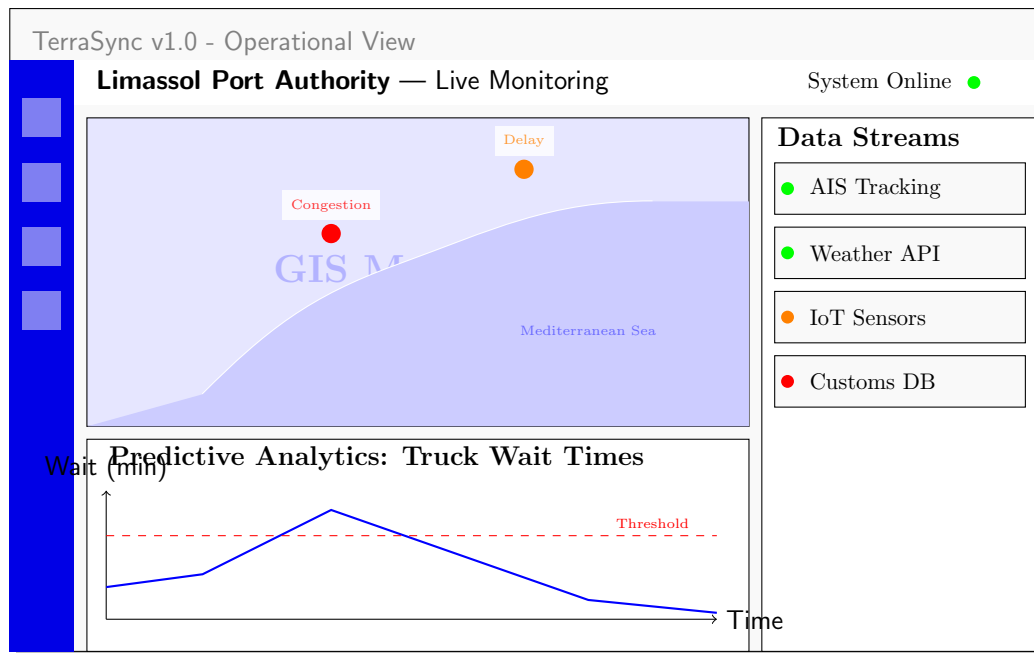 TerraSync v1.0 - Operational View
Limassol Port Authority — Live Monitoring
System Online
Delay
Congestion
GIS M
Mediterranean Sea
Data Streams
AIS Tracking
Weather API
IoT Sensors
Customs DB
Predictive Analytics: Truck Wait Times
Wait (min)
Threshold
Time